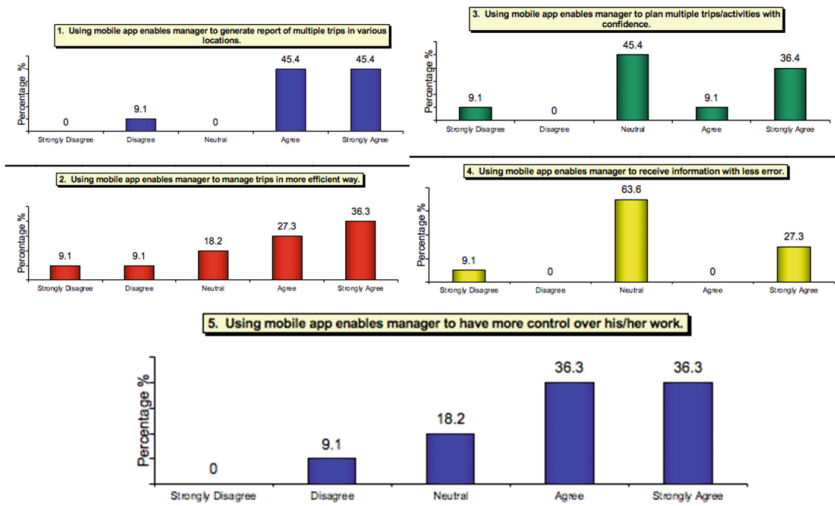 1. Using mobile app enables manager to generate report of multiple trips in various
locations.
Percentage %
0
9.1
0
45.4
45.4
Strongly Disagree
Disagree
Neutral
Agree
Strongly Agree
2. Using mobile app enables manager to manage trips in more efficient way.
Percentage %
9.1
9.1
18.2
27.3
36.3
Strongly Disagree
Disagree
Neutral
Agree
Strongly Agree
3. Using mobile app enables manager to plan multiple trips/activities with
confidence.
Percentage %
9.1
0
45.4
9.1
36.4
Strongly Disagree
Disagree
Neutral
Agree
Strongly Agree
4. Using mobile app enables manager to receive information with less error.
Percentage %
9.1
0
63.6
0
27.3
Strongly Disagree
Disagree
Neutral
Agree
Strongly Agree
5. Using mobile app enables manager to have more control over his/her work.
Percentage %
0
9.1
18.2
36.3
36.3
Strongly Disagree
Disagree
Neutral
Agree
Strongly Agree